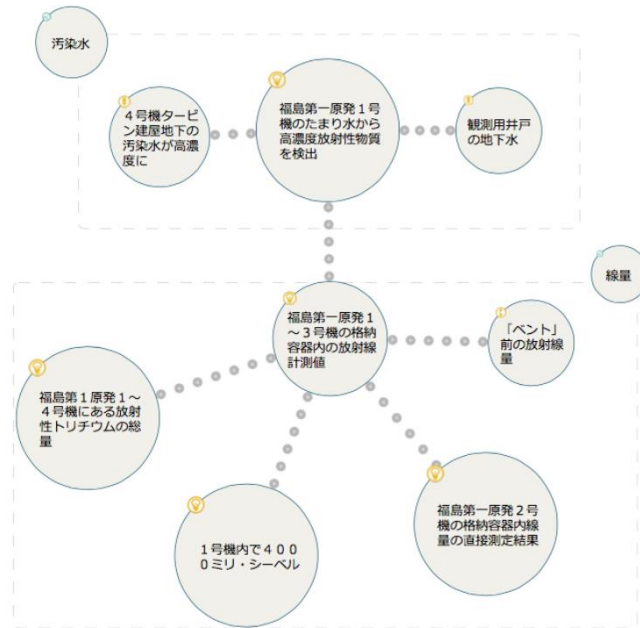 汚染水
４号機タービ
ン建屋地下の
汚染水が高濃
度に
福島第一原発１号
機のたまり水から
高濃度放射性物質
を検出
観測用井戸
の地下水
線量
福島第一原発１
～３号機の格納
容器内の放射線
計測値
「ベント」
前の放射線
量
福島第１原発１～
４号機にある放射
性トリチウムの総
量
福島第一原発２号
機の格納容器内線
量の直接測定結果
１号機内で４００
０ミリ・シーベル